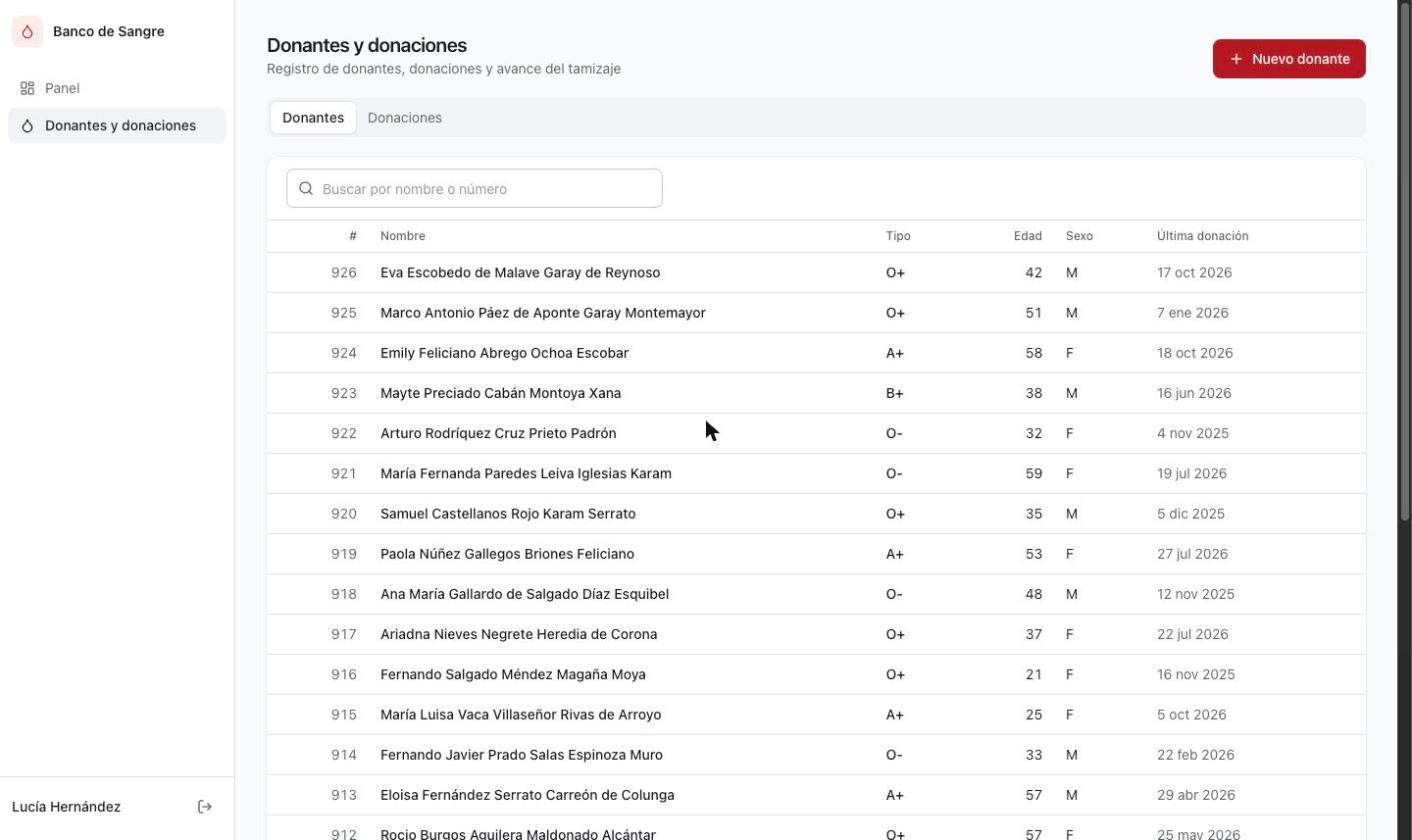 Banco de Sangre
Panel
Donantes y donaciones
Lucía Hernández
Donantes y donaciones
Registro de donantes, donaciones y avance del tamizaje
Nuevo donante
Donantes Donaciones
Buscar por nombre o número
# Nombre Tipo Edad Sexo Última donación
926 Eva Escobedo de Malave Garay de Reynoso O+ 42 M 17 oct 2026
925 Marco Antonio Páez de Aponte Garay Montemayor O+ 51 M 7 ene 2026
924 Emily Feliciano Abrego Ochoa Escobar A+ 58 F 18 oct 2026
923 Mayte Preciado Cabán Montoya Xana B+ 38 M 16 jun 2026
922 Arturo Rodríquez Cruz Prieto Padrón O- 32 F 4 nov 2025
921 María Fernanda Paredes Leiva Iglesias Karam O- 59 F 19 jul 2026
920 Samuel Castellanos Rojo Karam Serrato O+ 35 M 5 dic 2025
919 Paola Núñez Gallegos Briones Feliciano A+ 53 F 27 jul 2026
918 Ana María Gallardo de Salgado Díaz Esquibel O- 48 M 12 nov 2025
917 Ariadna Nieves Negrete Heredia de Corona O+ 37 F 22 jul 2026
916 Fernando Salgado Méndez Magaña Moya O+ 21 F 16 nov 2025
915 María Luisa Vaca Villaseñor Rivas de Arroyo A+ 25 F 5 oct 2026
914 Fernando Javier Prado Salas Espinoza Muro O- 33 M 22 feb 2026
913 Eloisa Fernández Serrato Carreón de Colunga A+ 57 M 29 abr 2026
912 Rocio Burgos Aguilera Maldonado Alcántar O+ 57 F 25 may 2026